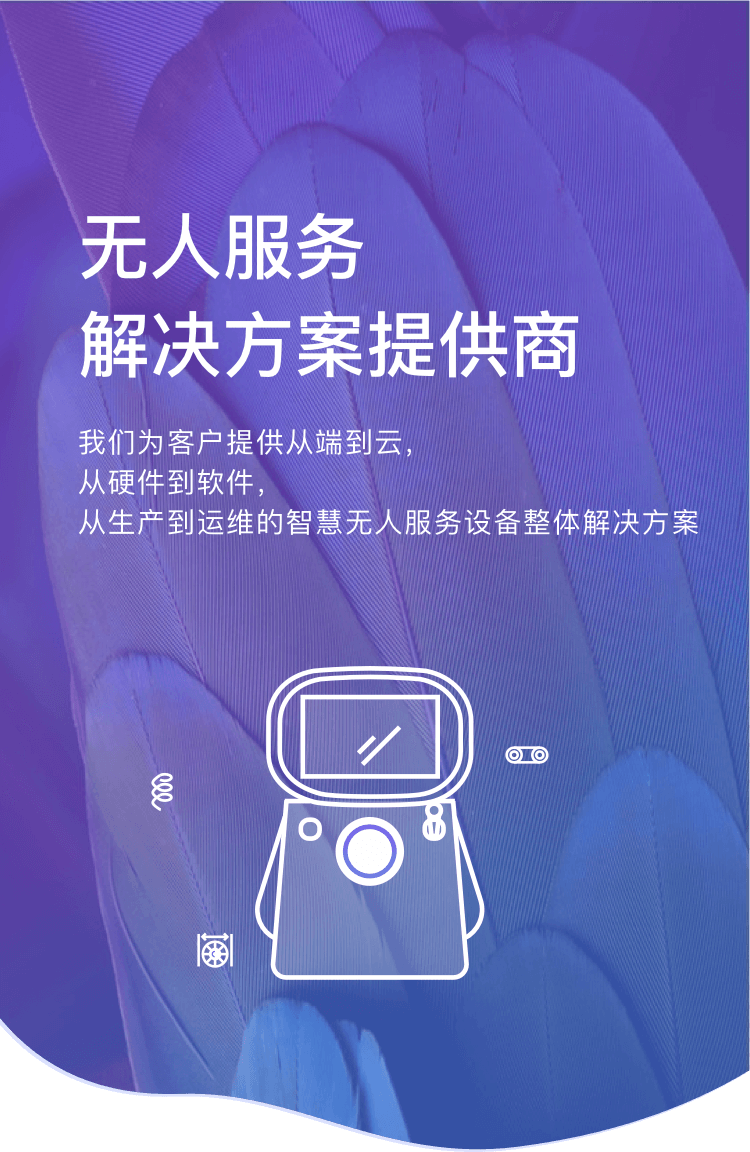 无人服务
解决方案提供商
我们为客户提供从端到云，
从硬件到软件，
从生产到运维的智慧无人服务设备整体解决方案